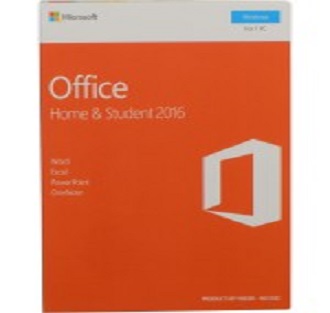 Microsoft
Windows
Office
Home & Student 2016
Word
Excel
PowerPoint
OneNote